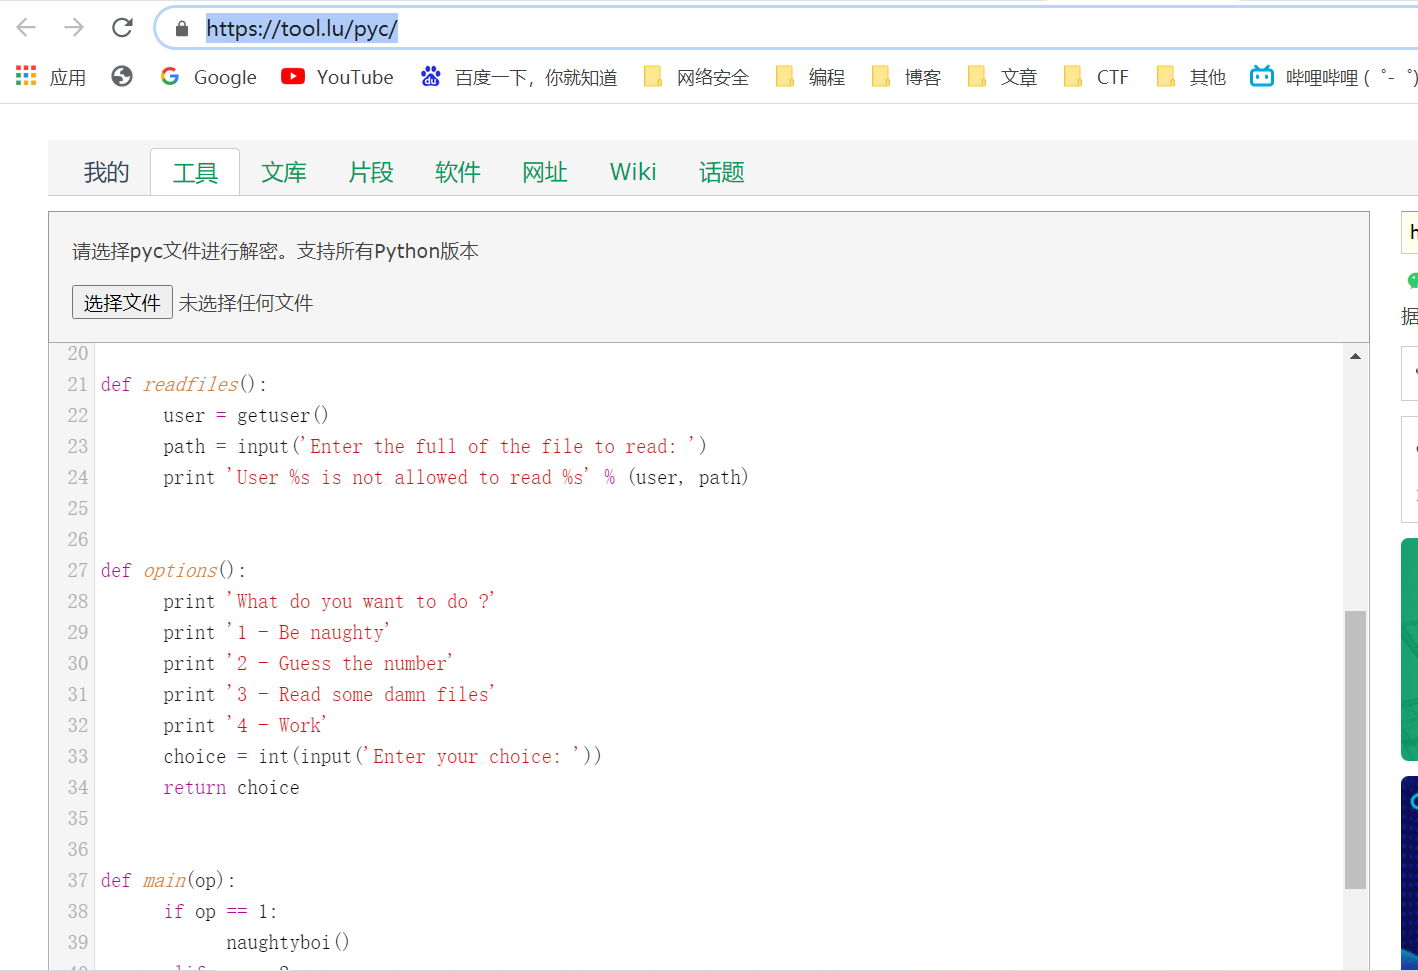 https://tool.lu/pyc/
应用 Google YouTube 百度一下，你就知道 网络安全 编程 博客 文章 CTF 其他 哔哩哔哩 ( ゜- ゜)
我的 工具 文库 片段 软件 网址 Wiki 话题
请选择pyc文件进行解密。支持所有Python版本
选择文件 未选择任何文件
据
20
21 def readfiles():
22 user = getuser()
23 path = input('Enter the full of the file to read: ')
24 print 'User %s is not allowed to read %s' % (user, path)
25
26
27 def options():
28 print 'What do you want to do ?'
29 print '1 - Be naughty'
30 print '2 - Guess the number'
31 print '3 - Read some damn files'
32 print '4 - Work'
33 choice = int(input('Enter your choice: '))
34 return choice
35
36
37 def main(op):
38 if op == 1:
39 naughtyboi()